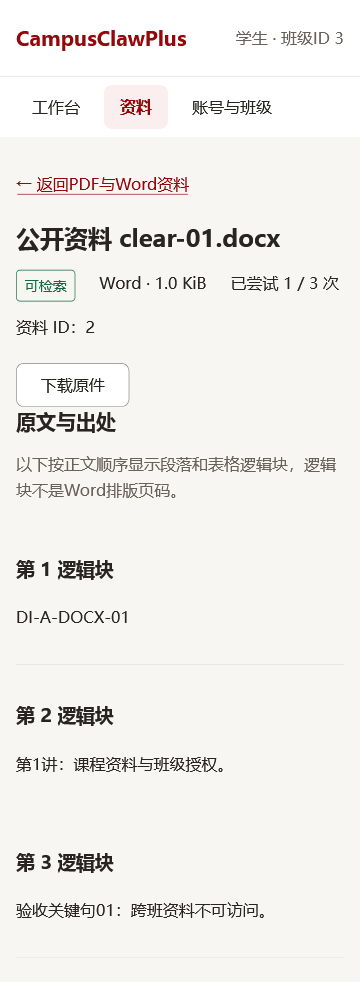 CampusClawPlus
学生 · 班级ID 3
工作台
资料
账号与班级
← 返回PDF与Word资料
公开资料 clear-01.docx
可检索
Word · 1.0 KiB
已尝试 1 / 3 次
资料 ID：2
下载原件
原文与出处
以下按正文顺序显示段落和表格逻辑块，逻辑
块不是Word排版页码。
第 1 逻辑块
DI-A-DOCX-01
第 2 逻辑块
第1讲：课程资料与班级授权。
第 3 逻辑块
验收关键句01：跨班资料不可访问。